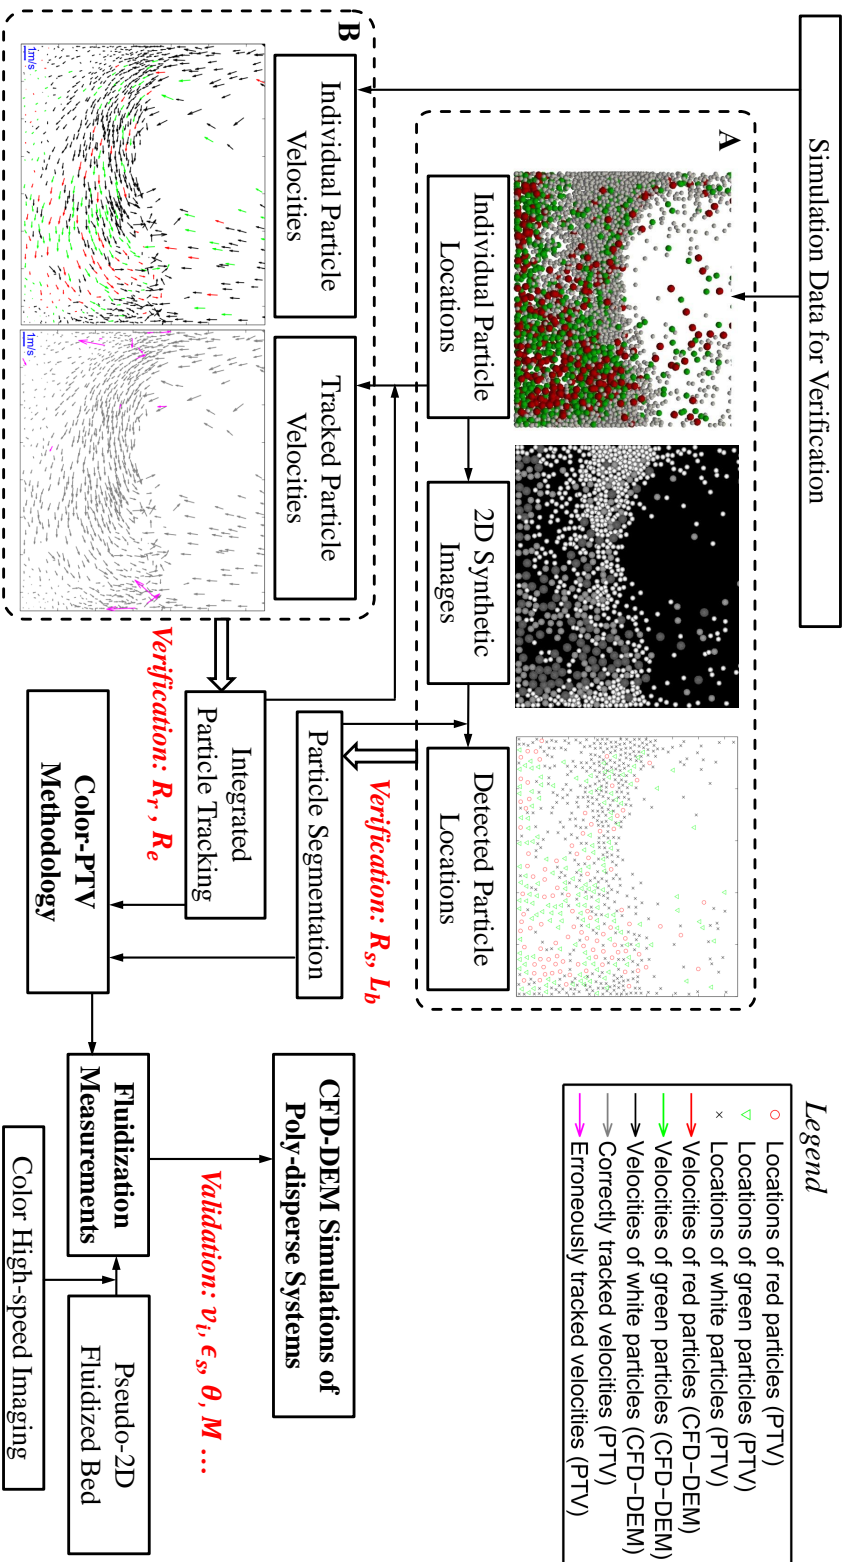 Simulation Data for Verification
A
Individual Particle
Locations
2D Synthetic
Images
Detected Particle
Locations
B
Individual Particle
Velocities
Tracked Particle
Velocities
1m/s
1m/s
Verification: R_s, L_b
Particle Segmentation
Verification: R_r , R_e
Integrated
Particle Tracking
Color-PTV
Methodology
Legend
Locations of red particles (PTV)
Locations of green particles (PTV)
Locations of white particles (PTV)
Velocities of red particles (CFD−DEM)
Velocities of green particles (CFD−DEM)
Velocities of white particles (CFD−DEM)
Correctly tracked velocities (PTV)
Erroneously tracked velocities (PTV)
CFD-DEM Simulations of
Poly-disperse Systems
Validation: v_i, ϵ_s, θ, M ...
Fluidization
Measurements
Pseudo-2D
Fluidized Bed
Color High-speed Imaging